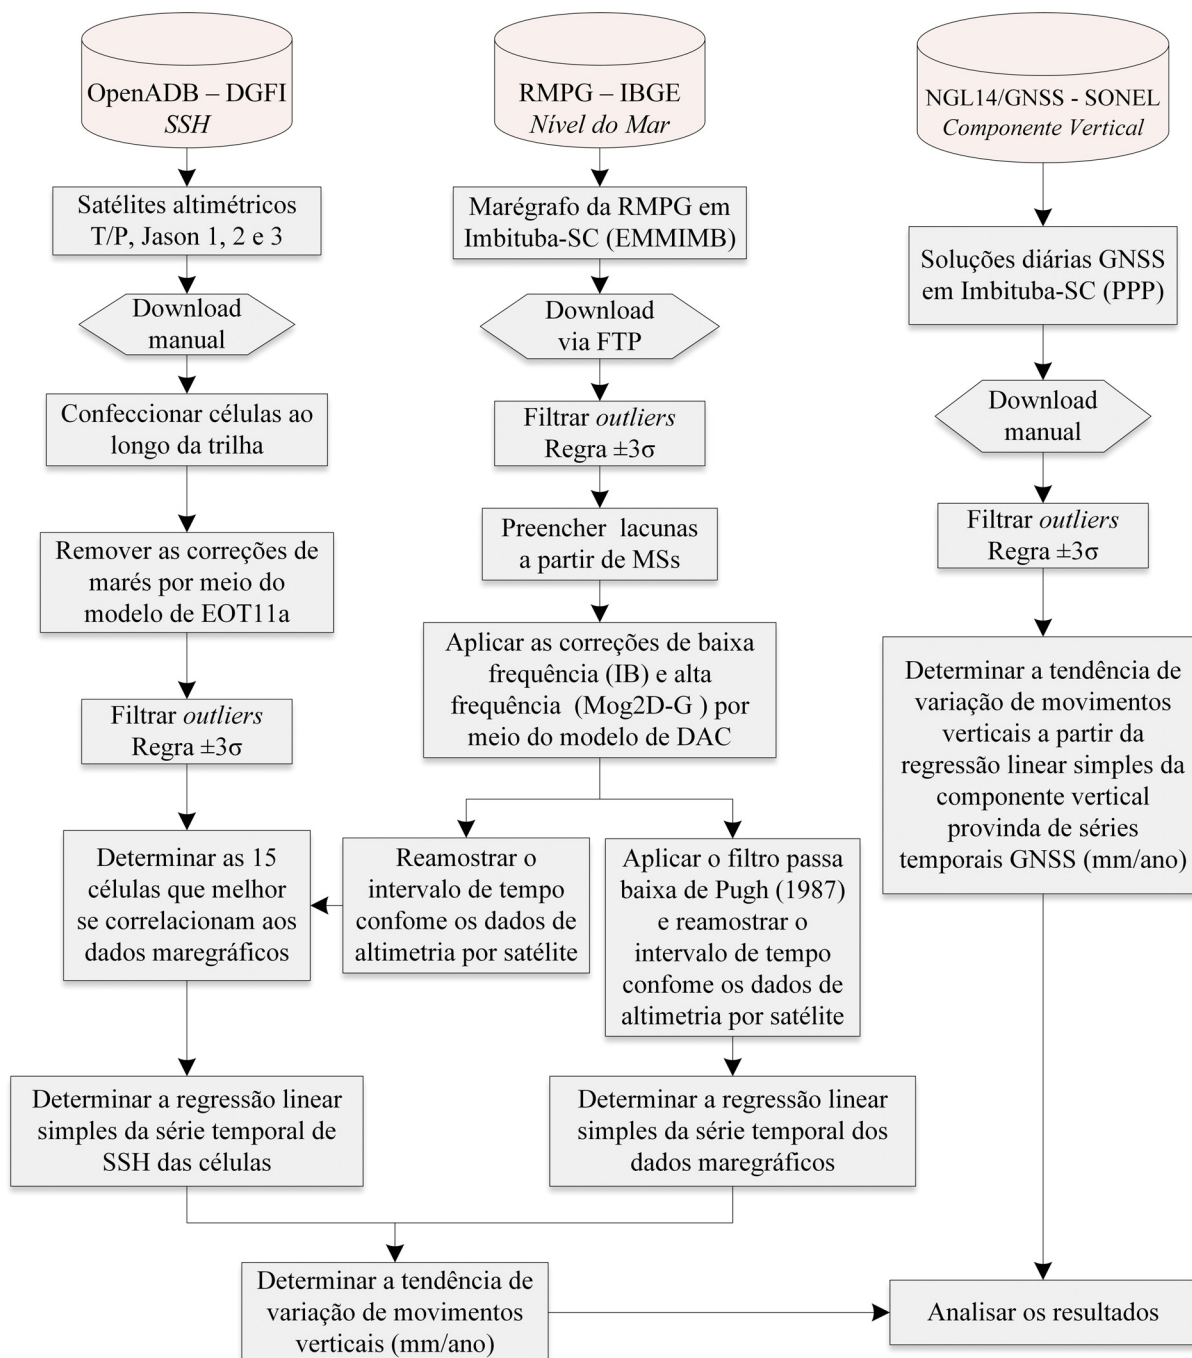 OpenADB – DGFI
SSH
Satélites altimétricos
T/P, Jason 1, 2 e 3
Download
manual
Confeccionar células ao
longo da trilha
Remover as correções de
marés por meio do
modelo de EOT11a
Filtrar outliers
Regra ±3σ
Determinar as 15
células que melhor
se correlacionam aos
dados maregráficos
Determinar a regressão linear
simples da série temporal de
SSH das células
RMPG – IBGE
Nível do Mar
Marégrafo da RMPG em
Imbituba-SC (EMMIMB)
Download
via FTP
Filtrar outliers
Regra ±3σ
Preencher lacunas
a partir de MSs
Aplicar as correções de baixa
frequência (IB) e alta
frequência (Mog2D-G ) por
meio do modelo de DAC
Reamostrar o
intervalo de tempo
confome os dados de
altimetria por satélite
Aplicar o filtro passa
baixa de Pugh (1987)
e reamostrar o
intervalo de tempo
confome os dados de
altimetria por satélite
Determinar a regressão linear
simples da série temporal dos
dados maregráficos
Determinar a tendência de
variação de movimentos
verticais (mm/ano)
NGL14/GNSS - SONEL
Componente Vertical
Soluções diárias GNSS
em Imbituba-SC (PPP)
Download
manual
Filtrar outliers
Regra ±3σ
Determinar a tendência de
variação de movimentos
verticais a partir da
regressão linear simples da
componente vertical
provinda de séries
temporais GNSS (mm/ano)
Analisar os resultados